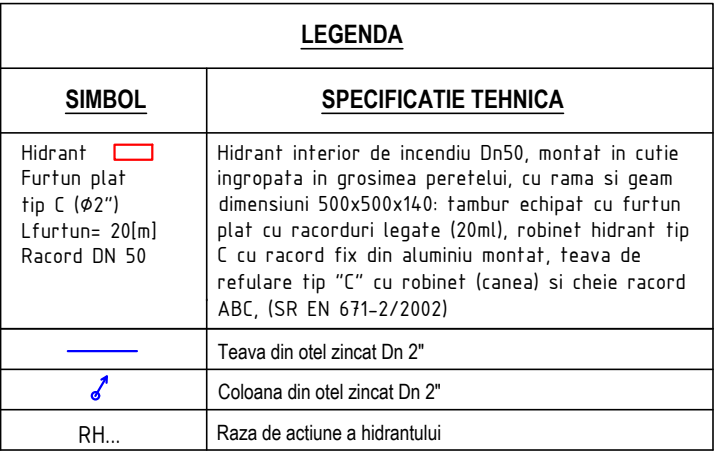 LEGENDA
SIMBOL
SPECIFICATIE TEHNICA
Hidrant
Furtun plat
tip C (⌀2")
Lfurtun= 20[m]
Racord DN 50
Hidrant interior de incendiu Dn50, montat in cutie
ingropata in grosimea peretelui, cu rama si geam
dimensiuni 500x500x140: tambur echipat cu furtun
plat cu racorduri legate (20ml), robinet hidrant tip
C cu racord fix din aluminiu montat, teava de
refulare tip "C" cu robinet (canea) si cheie racord
ABC, (SR EN 671-2/2002)
Teava din otel zincat Dn 2"
Coloana din otel zincat Dn 2"
RH...
Raza de actiune a hidrantului